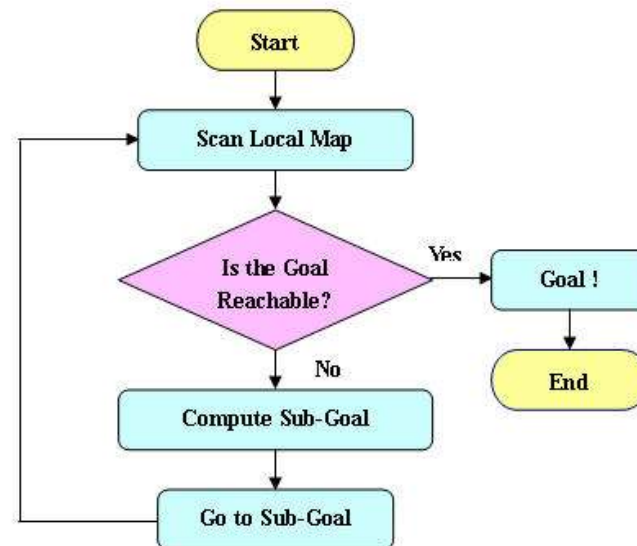 Start
Scan Local Map
Is the Goal
Reachable?
Yes
Goal !
End
No
Compute Sub-Goal
Go to Sub-Goal